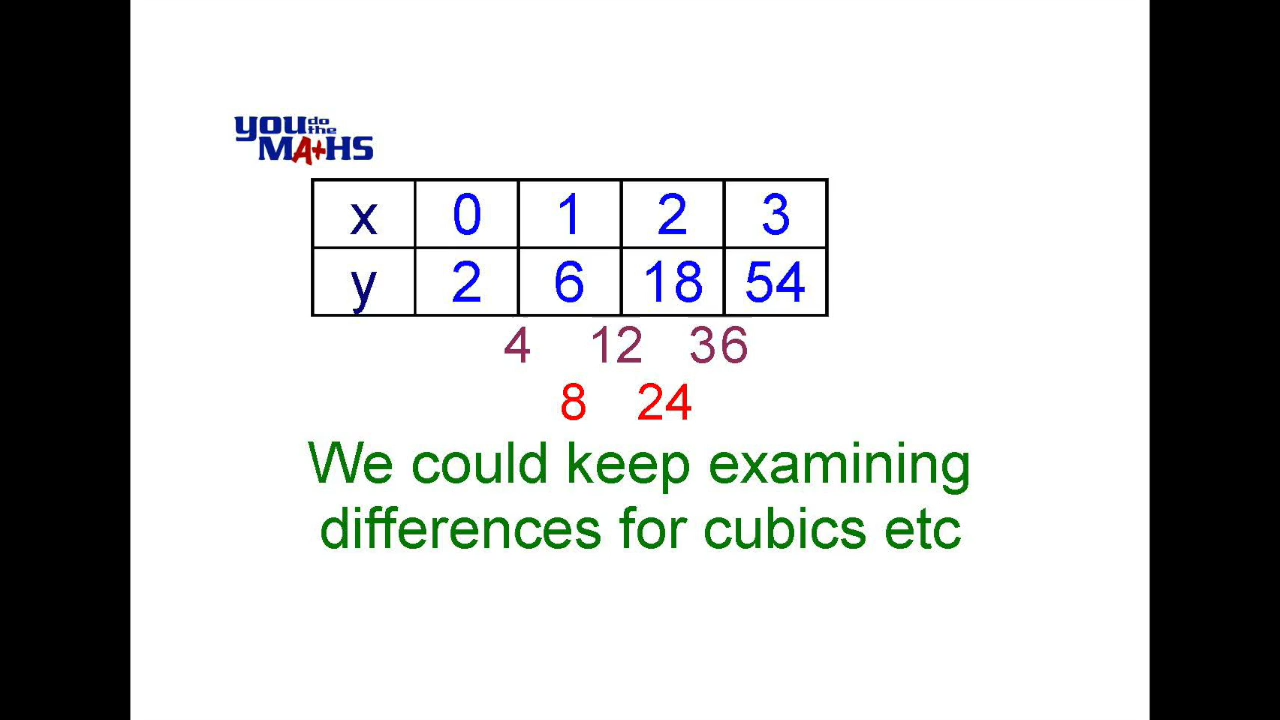 you do the MATHS
x 0 1 2 3
y 2 6 18 54
4 12 36
8 24
We could keep examining
differences for cubics etc